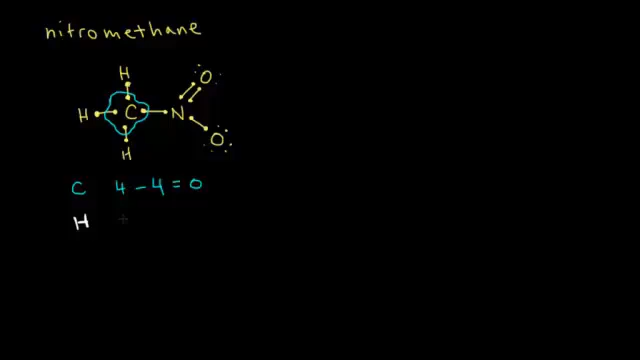 nitromethane
H
O
H C N
H O
C 4 - 4 = 0
H